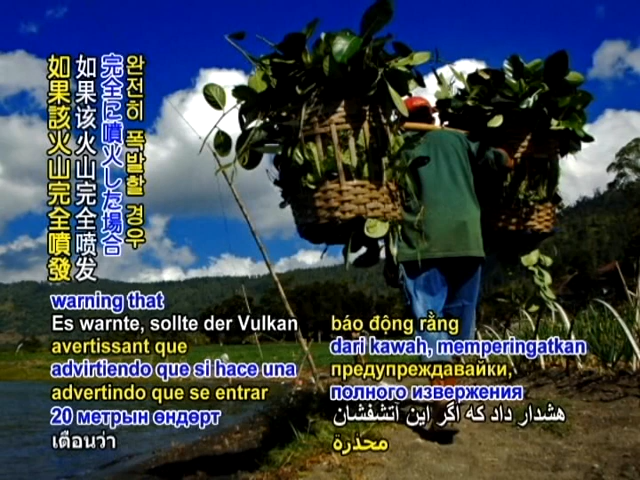 如果該火山完全噴發
如果该火山完全喷发
完全に噴火した場合
완전히 폭발할 경우
warning that
Es warnte, sollte der Vulkan
avertissant que
advirtiendo que si hace una
advertindo que se entrar
20 метрын өндөрт
เตือนว่า
báo động rằng
dari kawah, memperingatkan
предупреждавайки,
полного извержения
هشدار داد که اگر این آتشفشان
محذرة